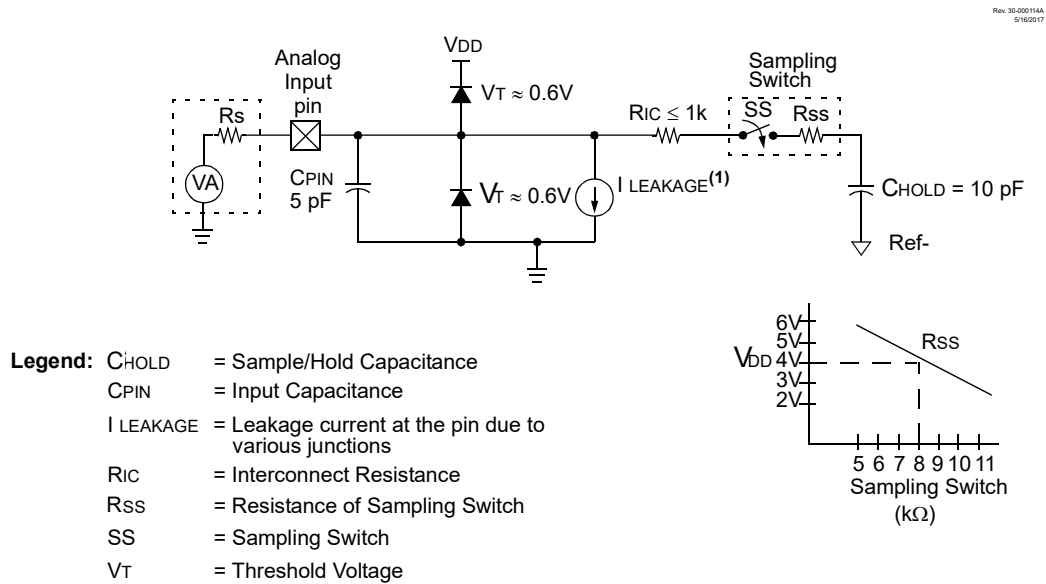 Rev. 30-000114A
5/16/2017
VDD
Analog
Input
pin
Sampling
Switch
VT ≈ 0.6V
RIC ≤ 1k
SS
RSS
Rs
VA
CPIN
5 pF
VT ≈ 0.6V
I LEAKAGE(1)
CHOLD = 10 pF
Ref-
Legend: CHOLD = Sample/Hold Capacitance
CPIN = Input Capacitance
I LEAKAGE = Leakage current at the pin due to
various junctions
RIC = Interconnect Resistance
RSS = Resistance of Sampling Switch
SS = Sampling Switch
VT = Threshold Voltage
6V
5V
VDD 4V
3V
2V
RSS
5 6 7 8 9 10 11
Sampling Switch
(kΩ)